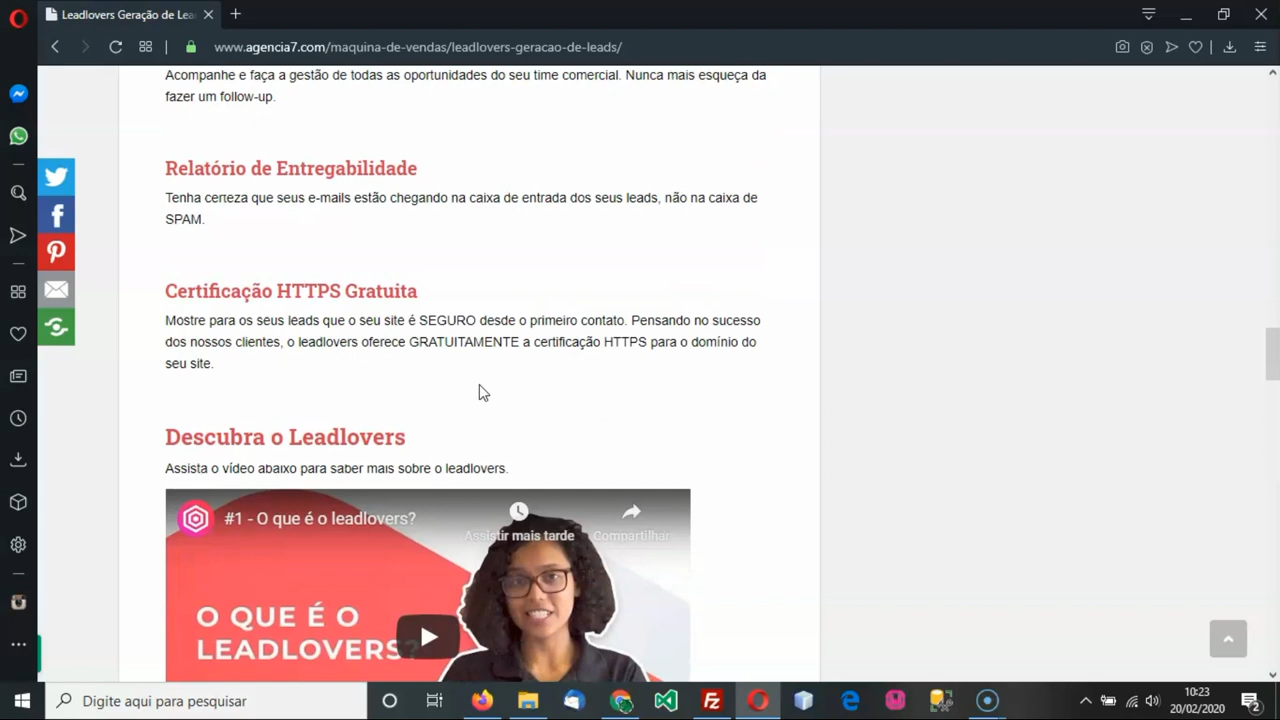 Leadlovers Geração de Lea
www.agencia7.com/maquina-de-vendas/leadlovers-geracao-de-leads/
Acompanhe e faça a gestão de todas as oportunidades do seu time comercial. Nunca mais esqueça da
fazer um follow-up.
Relatório de Entregabilidade
Tenha certeza que seus e-mails estão chegando na caixa de entrada dos seus leads, não na caixa de
SPAM.
Certificação HTTPS Gratuita
Mostre para os seus leads que o seu site é SEGURO desde o primeiro contato. Pensando no sucesso
dos nossos clientes, o leadlovers oferece GRATUITAMENTE a certificação HTTPS para o domínio do
seu site.
Descubra o Leadlovers
Assista o vídeo abaixo para saber mais sobre o leadlovers.
#1 - O que é o leadlovers?
Assistir mais tarde
Compartilhar
O QUE É O
LEADLOVERS?
Digite aqui para pesquisar
10:23
20/02/2020
2